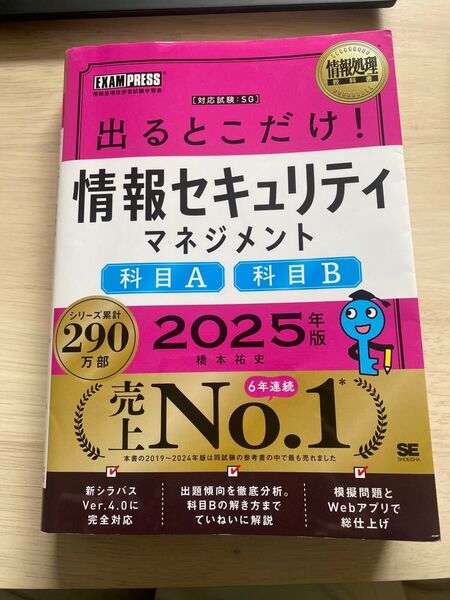 EXAMPRESS
情報処理技術者試験学習書
情報処理
教科書
[対応試験:SG]
出るとこだけ!
情報セキュリティ
マネジメント
科目A 科目B
シリーズ累計
290
万部
2025年版
橋本祐史
売上No.1*
6年連続
本書の2019~2024年版は同試験の参考書の中で最も売れました
SE
SHOEISHA
新シラバス
Ver.4.0に
完全対応
出題傾向を徹底分析。
科目Bの解き方まで
ていねいに解説
模擬問題と
Webアプリで
総仕上げ